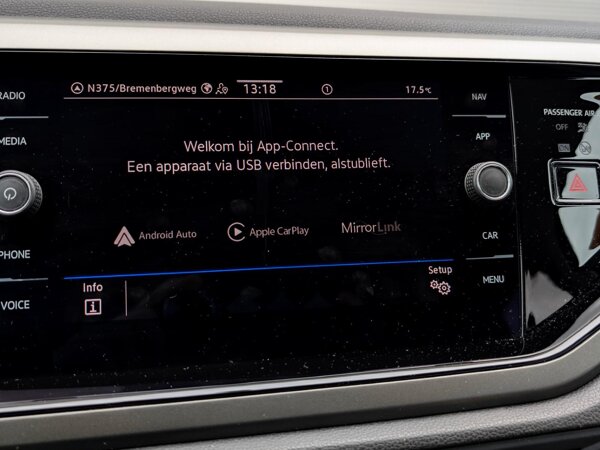 RADIO
MEDIA
PHONE
VOICE
N375/Bremenbergweg
13:18
1
17.5°C
Welkom bij App-Connect.
Een apparaat via USB verbinden, alstublieft.
Android Auto
Apple CarPlay
MirrorLink
Info
Setup
NAV
APP
CAR
MENU
PASSENGER AIR
OFF